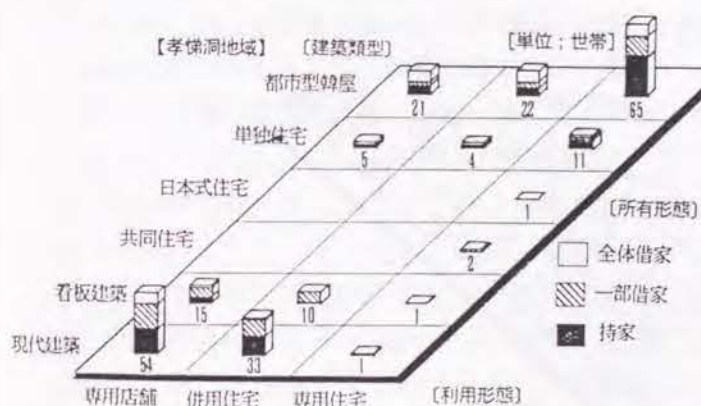 【孝悌洞地域】 〔建築類型〕 〔単位；世帯〕
都市型韓屋
21 22 65
単独住宅
5 4 11
日本式住宅
1
〔所有形態〕
共同住宅
2
全体借家
看板建築
15 10 1
一部借家
現代建築
54 33 1
持家
専用店舗 併用住宅 専用住宅 〔利用形態〕